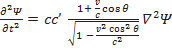 ∂²Ψ/∂t² = cc′ (1 + (v/c) cos θ)/√(1 − (v² cos² θ)/c²) ∇²Ψ